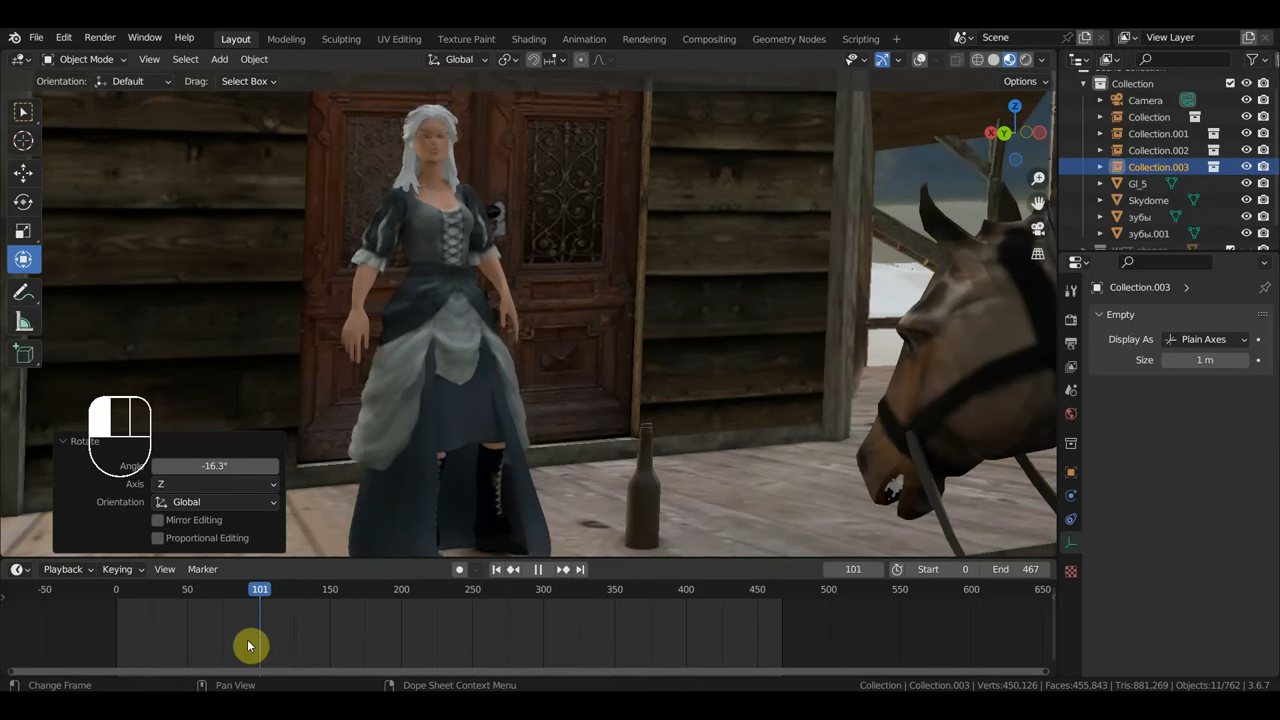 File Edit Render Window Help Layout Modeling Sculpting UV Editing Texture Paint Shading Animation Rendering Compositing Geometry Nodes Scripting + Scene View Layer
Object Mode View Select Add Object Global
Orientation: Default Drag: Select Box Options
Collection
Camera
Collection
Collection.001
Collection.002
Collection.003
GI_5
Skydome
зубы
зубы.001
Z
X
Y
Collection.003
Empty
Display As Plain Axes
Size 1 m
Rotate
Angle -16.3°
Axis Z
Orientation Global
Mirror Editing
Proportional Editing
Playback Keying View Marker 101 Start 0 End 467
-50 0 50 101 150 200 250 300 350 400 450 500 550 600 650
Change Frame Pan View Dope Sheet Context Menu Collection | Collection.003 | Verts:450,126 | Faces:455,843 | Tris:881,269 | Objects:11/762 | 3.6.7